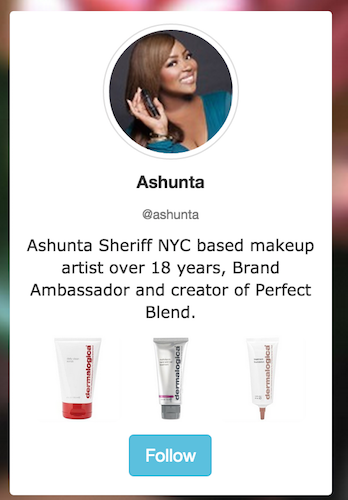 Ashunta
@ashunta
Ashunta Sheriff NYC based makeup
artist over 18 years, Brand
Ambassador and creator of Perfect
Blend.
dermalogica
dermalogica
dermalogica
Follow